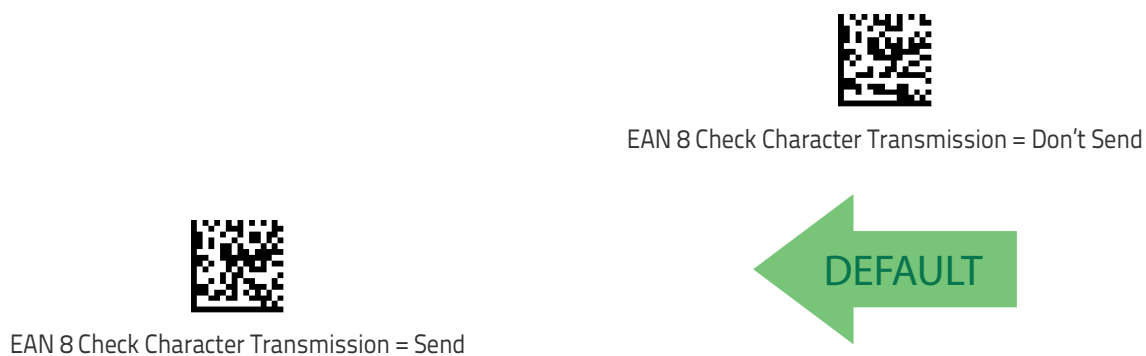 EAN 8 Check Character Transmission = Don't Send
DEFAULT
EAN 8 Check Character Transmission = Send